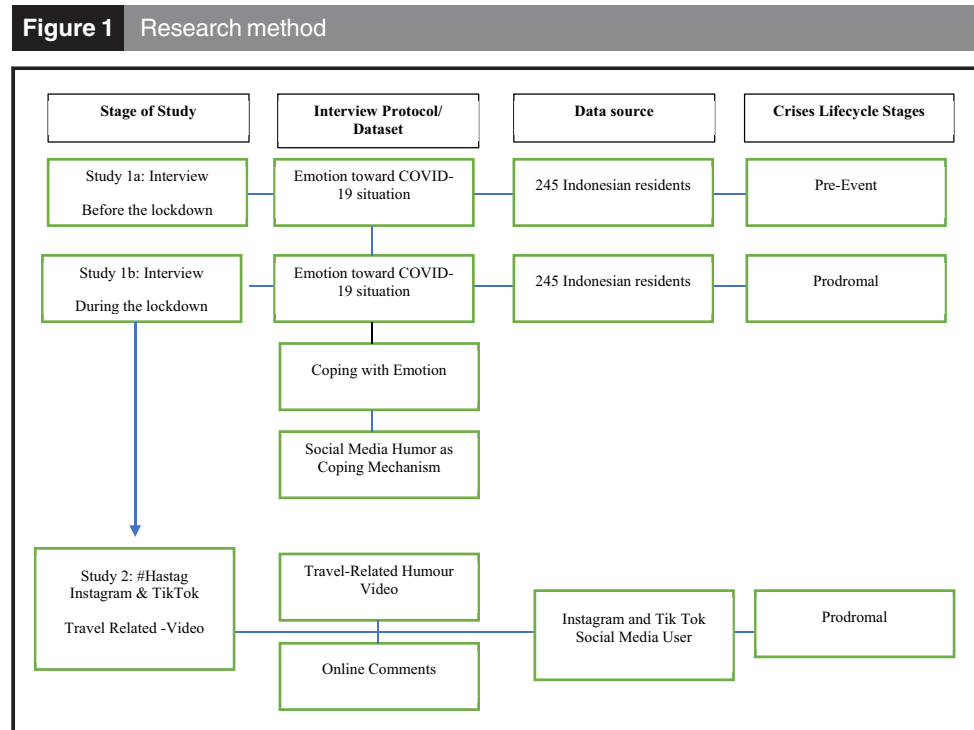 Figure 1 Research method
Stage of Study
Interview Protocol/
Dataset
Data source
Crises Lifecycle Stages
Study 1a: Interview
Before the lockdown
Emotion toward COVID-
19 situation
245 Indonesian residents
Pre-Event
Study 1b: Interview
During the lockdown
Emotion toward COVID-
19 situation
245 Indonesian residents
Prodromal
Coping with Emotion
Social Media Humor as
Coping Mechanism
Study 2: #Hastag
Instagram & TikTok
Travel Related -Video
Travel-Related Humour
Video
Online Comments
Instagram and Tik Tok
Social Media User
Prodromal